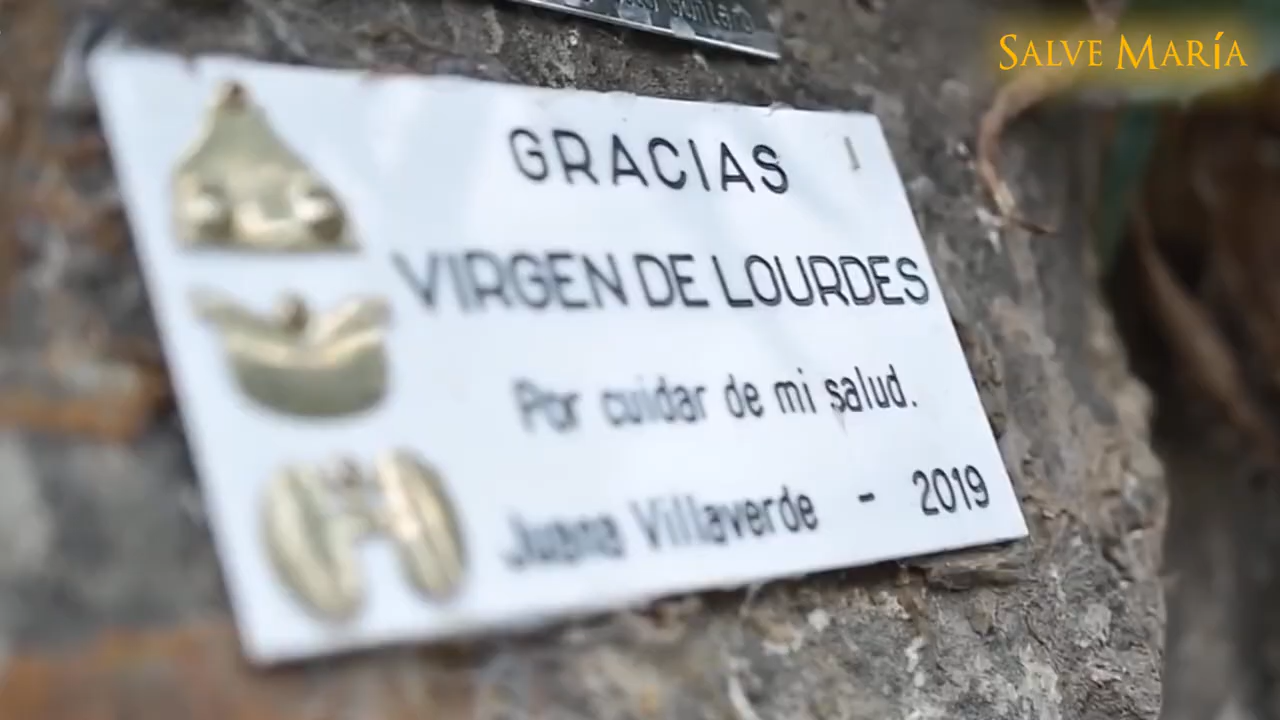 SALVE MARÍA
GRACIAS
VIRGEN DE LOURDES
Por cuidar de mi salud.
Juana Villaverde - 2019